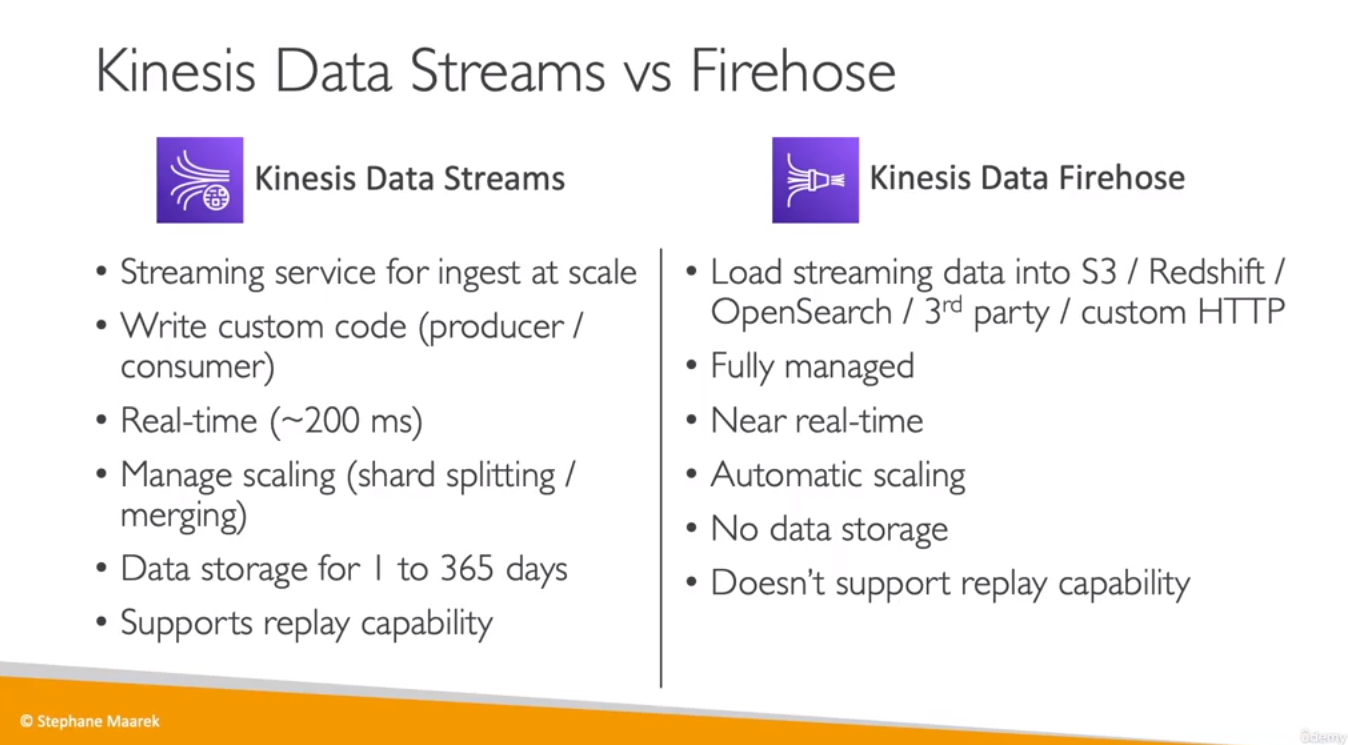 Kinesis Data Streams vs Firehose
Kinesis Data Streams
• Streaming service for ingest at scale
• Write custom code (producer /
consumer)
• Real-time (~200 ms)
• Manage scaling (shard splitting /
merging)
• Data storage for 1 to 365 days
• Supports replay capability
Kinesis Data Firehose
• Load streaming data into S3 / Redshift /
OpenSearch / 3rd party / custom HTTP
• Fully managed
• Near real-time
• Automatic scaling
• No data storage
• Doesn’t support replay capability
© Stephane Maarek
ûdemy